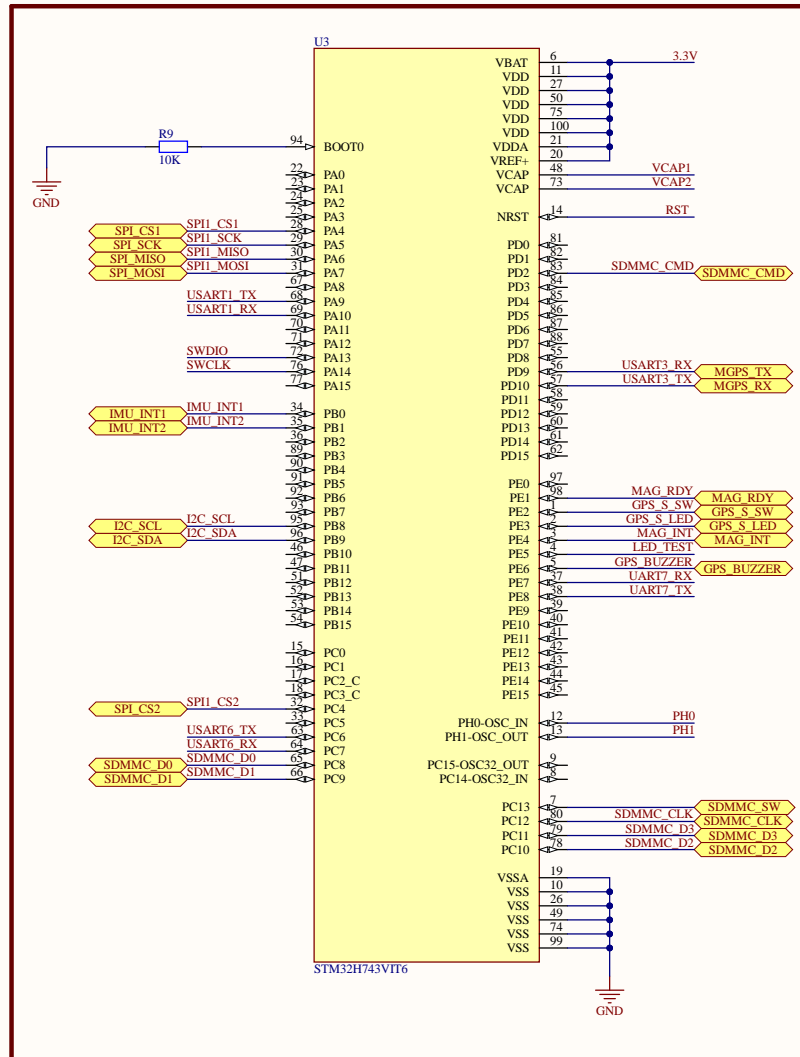 U3
VBAT 6 3.3V
VDD 11
VDD 27
VDD 50
VDD 75
VDD 100
VDDA 21
VREF+ 20
VCAP 48 VCAP1
VCAP 73 VCAP2
NRST 14 RST
R9
10K
GND
94 BOOT0
22 PA0
23 PA1
24 PA2
25 PA3
SPI_CS1 SPI1_CS1 28 PA4
SPI_SCK SPI1_SCK 29 PA5
SPI_MISO SPI1_MISO 30 PA6
SPI_MOSI SPI1_MOSI 31 PA7
67 PA8
USART1_TX 68 PA9
USART1_RX 69 PA10
70 PA11
71 PA12
SWDIO 72 PA13
SWCLK 76 PA14
77 PA15
IMU_INT1 IMU_INT1 34 PB0
IMU_INT2 IMU_INT2 35 PB1
36 PB2
89 PB3
90 PB4
91 PB5
92 PB6
93 PB7
I2C_SCL I2C_SCL 95 PB8
I2C_SDA I2C_SDA 96 PB9
46 PB10
47 PB11
51 PB12
52 PB13
53 PB14
54 PB15
15 PC0
16 PC1
17 PC2_C
18 PC3_C
SPI_CS2 SPI1_CS2 32 PC4
33 PC5
USART6_TX 63 PC6
USART6_RX 64 PC7
SDMMC_D0 SDMMC_D0 65 PC8
SDMMC_D1 SDMMC_D1 66 PC9
PD0 81
PD1 82
PD2 83 SDMMC_CMD SDMMC_CMD
PD3 84
PD4 85
PD5 86
PD6 87
PD7 88
PD8 55
PD9 56 USART3_RX MGPS_TX
PD10 57 USART3_TX MGPS_RX
PD11 58
PD12 59
PD13 60
PD14 61
PD15 62
PE0 97
PE1 98 MAG_RDY MAG_RDY
PE2 1 GPS_S_SW GPS_S_SW
PE3 2 GPS_S_LED GPS_S_LED
PE4 3 MAG_INT MAG_INT
PE5 4 LED_TEST
PE6 5 GPS_BUZZER GPS_BUZZER
PE7 37 UART7_RX
PE8 38 UART7_TX
PE9 39
PE10 40
PE11 41
PE12 42
PE13 43
PE14 44
PE15 45
PH0-OSC_IN 12 PH0
PH1-OSC_OUT 13 PH1
PC15-OSC32_OUT 9
PC14-OSC32_IN 8
PC13 7 SDMMC_SW
PC12 80 SDMMC_CLK SDMMC_CLK
PC11 79 SDMMC_D3 SDMMC_D3
PC10 78 SDMMC_D2 SDMMC_D2
VSSA 19
VSS 10
VSS 26
VSS 49
VSS 74
VSS 99
STM32H743VIT6
GND